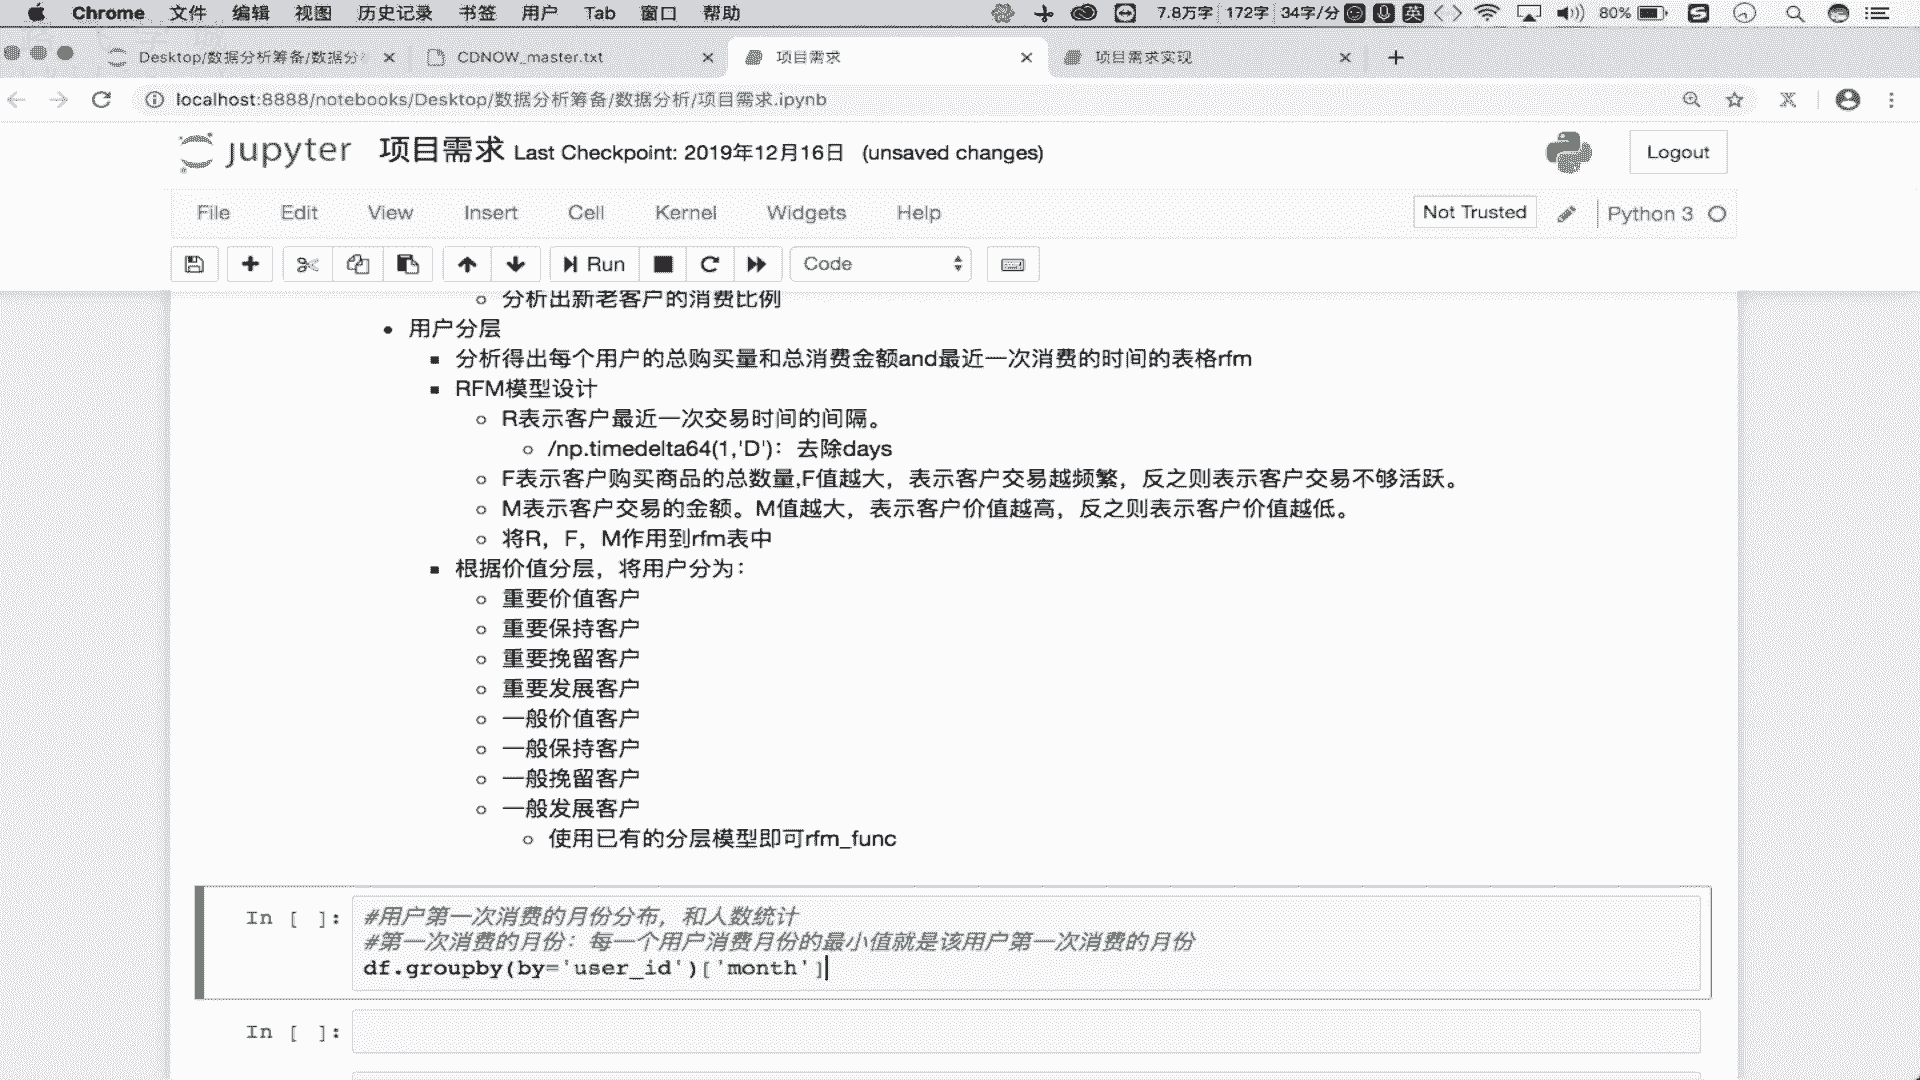 Chrome 文件 编辑 视图 历史记录 书签 用户 Tab 窗口 帮助 7.8万字 172字 34字/分 英 80%
Desktop/数据分析筹备/数据分 CDNOW_master.txt 项目需求 项目需求实现
localhost:8888/notebooks/Desktop/数据分析筹备/数据分析/项目需求.ipynb
jupyter 项目需求 Last Checkpoint: 2019年12月16日 (unsaved changes) Logout
File Edit View Insert Cell Kernel Widgets Help Not Trusted Python 3
Run Code
分析出新老客户的消费比例
用户分层
分析得出每个用户的总购买量和总消费金额and最近一次消费的时间的表格rfm
RFM模型设计
R表示客户最近一次交易时间的间隔。
/np.timedelta64(1,'D')：去除days
F表示客户购买商品的总数量,F值越大，表示客户交易越频繁，反之则表示客户交易不够活跃。
M表示客户交易的金额。M值越大，表示客户价值越高，反之则表示客户价值越低。
将R，F，M作用到rfm表中
根据价值分层，将用户分为：
重要价值客户
重要保持客户
重要挽留客户
重要发展客户
一般价值客户
一般保持客户
一般挽留客户
一般发展客户
使用已有的分层模型即可rfm_func
In [ ]: #用户第一次消费的月份分布，和人数统计
#第一次消费的月份：每一个用户消费月份的最小值就是该用户第一次消费的月份
df.groupby(by='user_id')['month']
In [ ]: